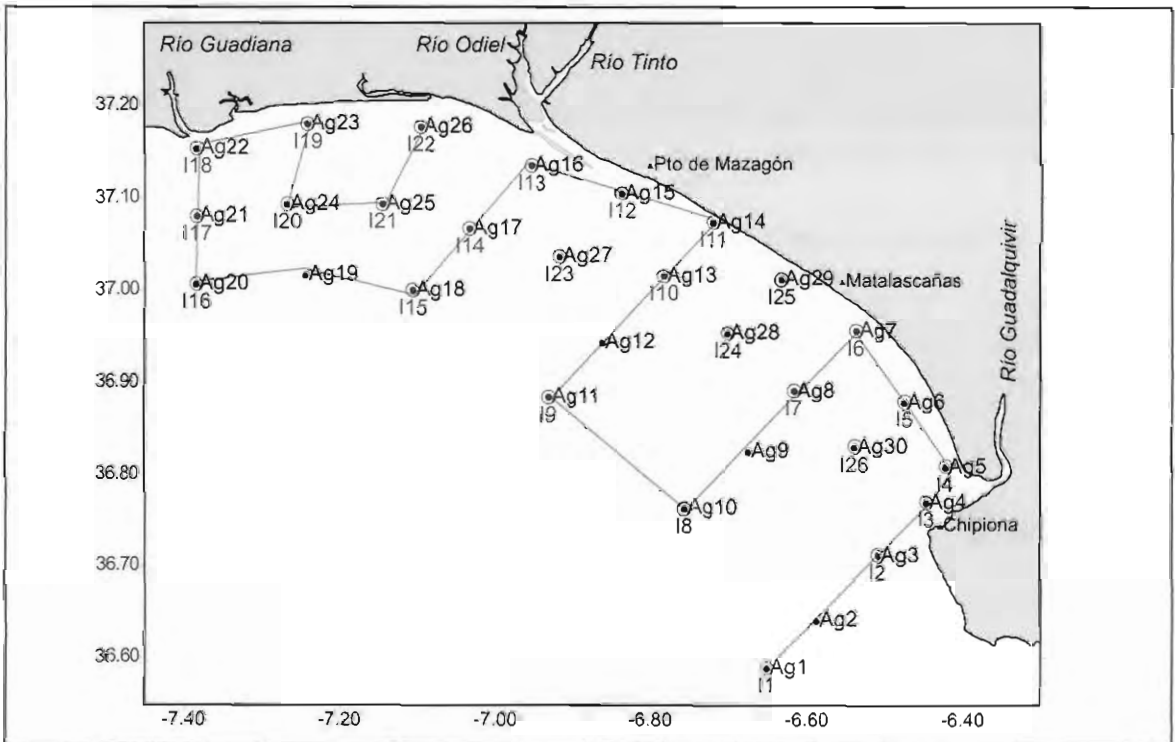 Río Guadiana
Río Odiel
Río Tinto
37.20
Ag23
I19
Ag26
I22
Ag22
I18
Ag16
I13
Pto de Mazagón
37.10
Ag24
I20
Ag25
I21
Ag15
I12
Ag21
I17
Ag17
I14
Ag14
I11
Ag27
I23
Río Guadalquivir
37.00
Ag20
I16
Ag19
Ag18
I15
Ag13
I10
Ag29
I25
Matalascañas
Ag12
Ag28
I24
Ag7
I6
36.90
Ag11
I9
Ag8
I7
Ag6
I5
Ag9
Ag30
I26
36.80
Ag5
I4
Ag10
I8
Ag4
I3
Chipiona
36.70
Ag3
I2
Ag2
36.60
Ag1
I1
-7.40
-7.20
-7.00
-6.80
-6.60
-6.40